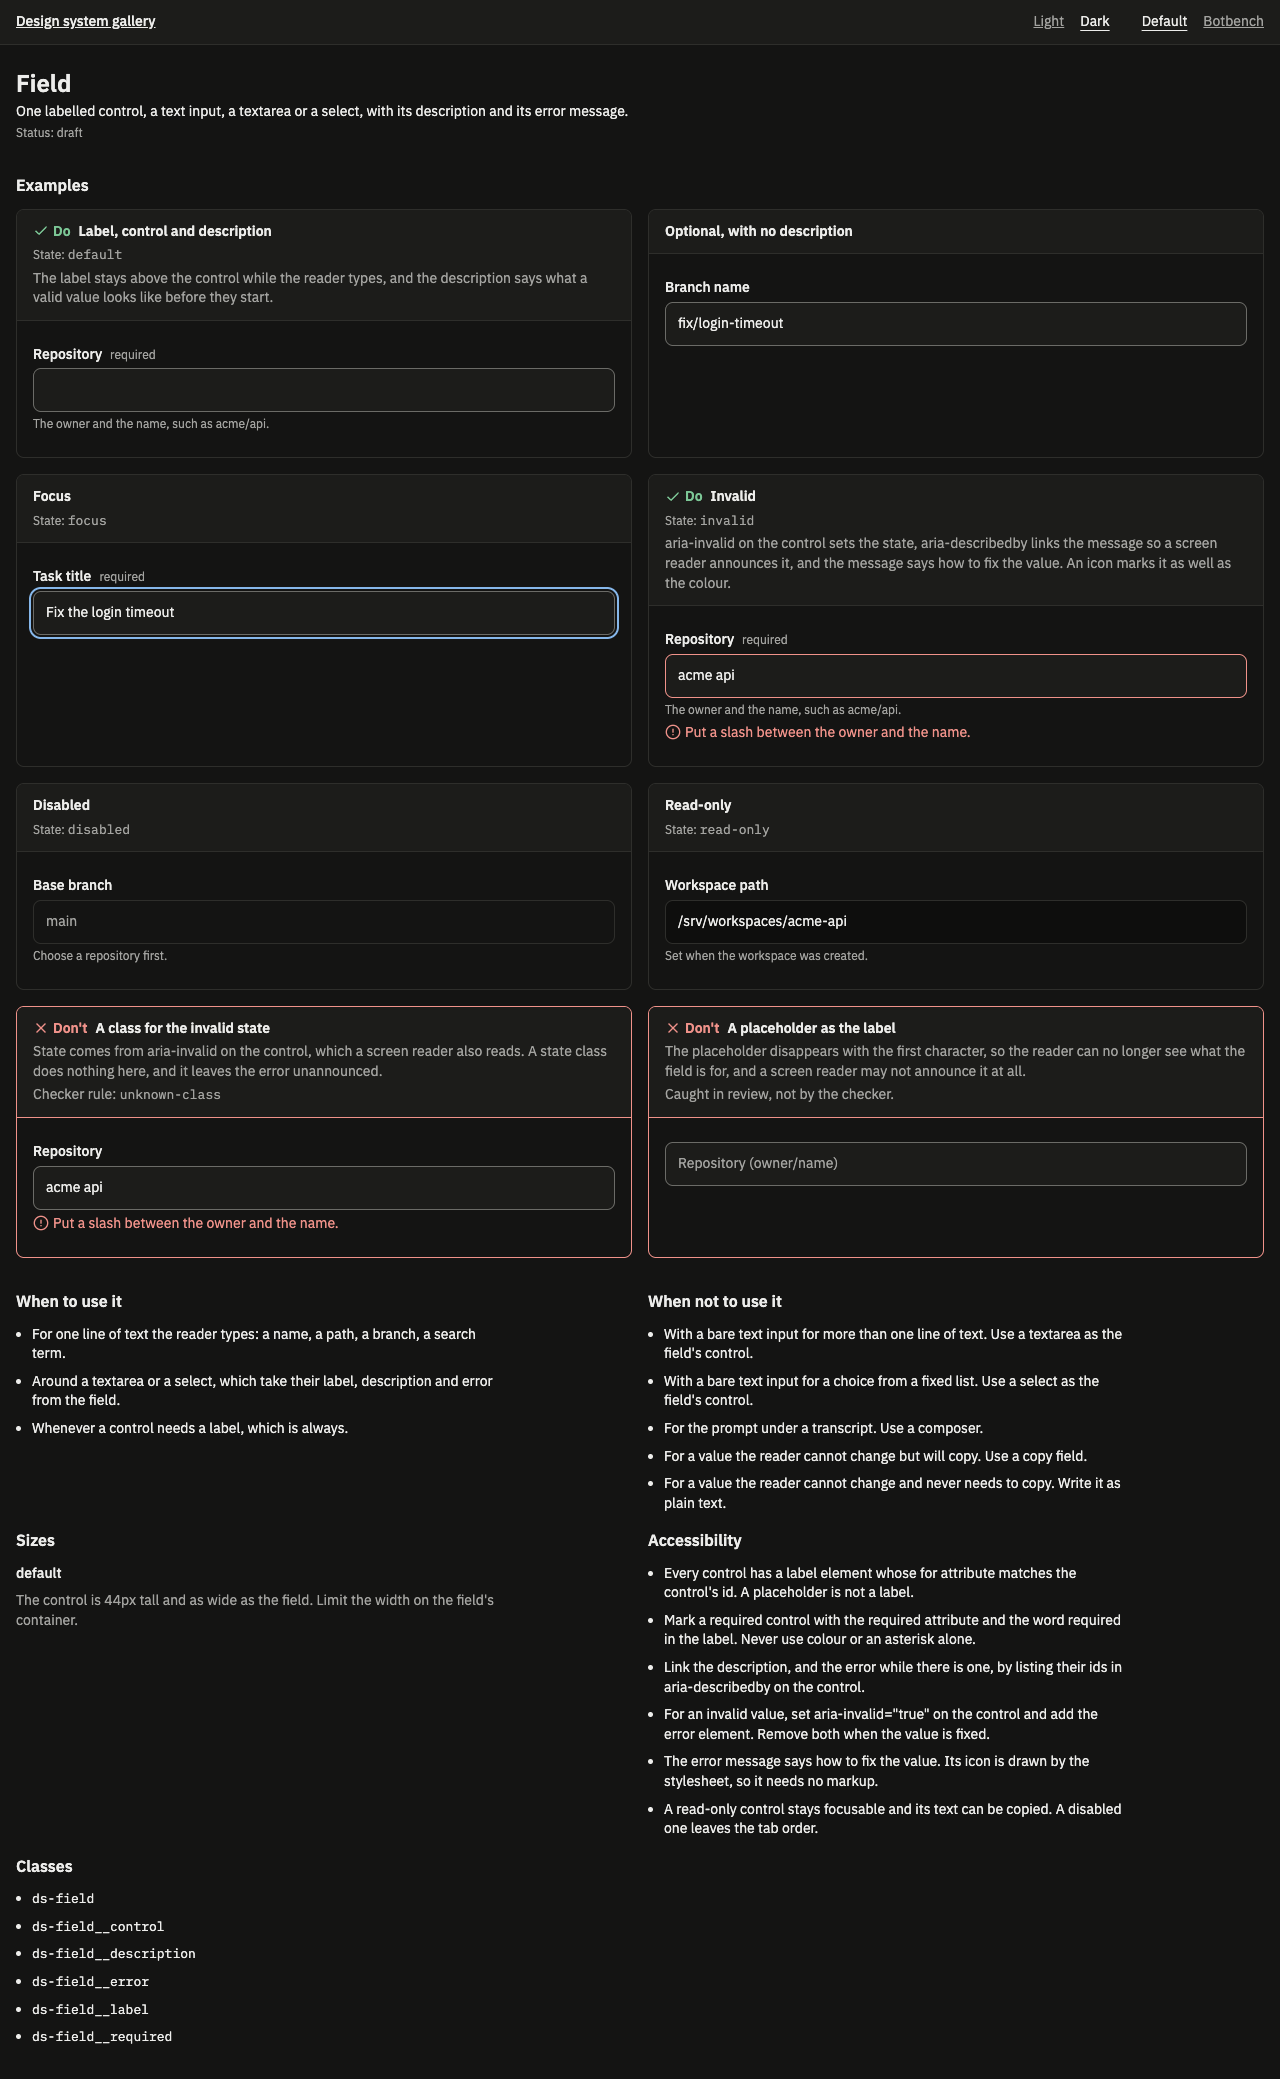 Design system gallery
Light Dark Default Botbench
Field
One labelled control, a text input, a textarea or a select, with its description and its error message.
Status: draft
Examples
Do Label, control and description
State: default
The label stays above the control while the reader types, and the description says what a
valid value looks like before they start.
Repository required
The owner and the name, such as acme/api.
Optional, with no description
Branch name
fix/login-timeout
Focus
State: focus
Task title required
Fix the login timeout
Do Invalid
State: invalid
aria-invalid on the control sets the state, aria-describedby links the message so a screen
reader announces it, and the message says how to fix the value. An icon marks it as well as
the colour.
Repository required
acme api
The owner and the name, such as acme/api.
Put a slash between the owner and the name.
Disabled
State: disabled
Base branch
main
Choose a repository first.
Read-only
State: read-only
Workspace path
/srv/workspaces/acme-api
Set when the workspace was created.
Don't A class for the invalid state
State comes from aria-invalid on the control, which a screen reader also reads. A state class
does nothing here, and it leaves the error unannounced.
Checker rule: unknown-class
Repository
acme api
Put a slash between the owner and the name.
Don't A placeholder as the label
The placeholder disappears with the first character, so the reader can no longer see what the
field is for, and a screen reader may not announce it at all.
Caught in review, not by the checker.
Repository (owner/name)
When to use it
• For one line of text the reader types: a name, a path, a branch, a search
term.
• Around a textarea or a select, which take their label, description and error
from the field.
• Whenever a control needs a label, which is always.
When not to use it
• With a bare text input for more than one line of text. Use a textarea as the
field's control.
• With a bare text input for a choice from a fixed list. Use a select as the
field's control.
• For the prompt under a transcript. Use a composer.
• For a value the reader cannot change but will copy. Use a copy field.
• For a value the reader cannot change and never needs to copy. Write it as
plain text.
Sizes
default
The control is 44px tall and as wide as the field. Limit the width on the field's
container.
Accessibility
• Every control has a label element whose for attribute matches the
control's id. A placeholder is not a label.
• Mark a required control with the required attribute and the word required
in the label. Never use colour or an asterisk alone.
• Link the description, and the error while there is one, by listing their ids in
aria-describedby on the control.
• For an invalid value, set aria-invalid="true" on the control and add the
error element. Remove both when the value is fixed.
• The error message says how to fix the value. Its icon is drawn by the
stylesheet, so it needs no markup.
• A read-only control stays focusable and its text can be copied. A disabled
one leaves the tab order.
Classes
• ds-field
• ds-field__control
• ds-field__description
• ds-field__error
• ds-field__label
• ds-field__required